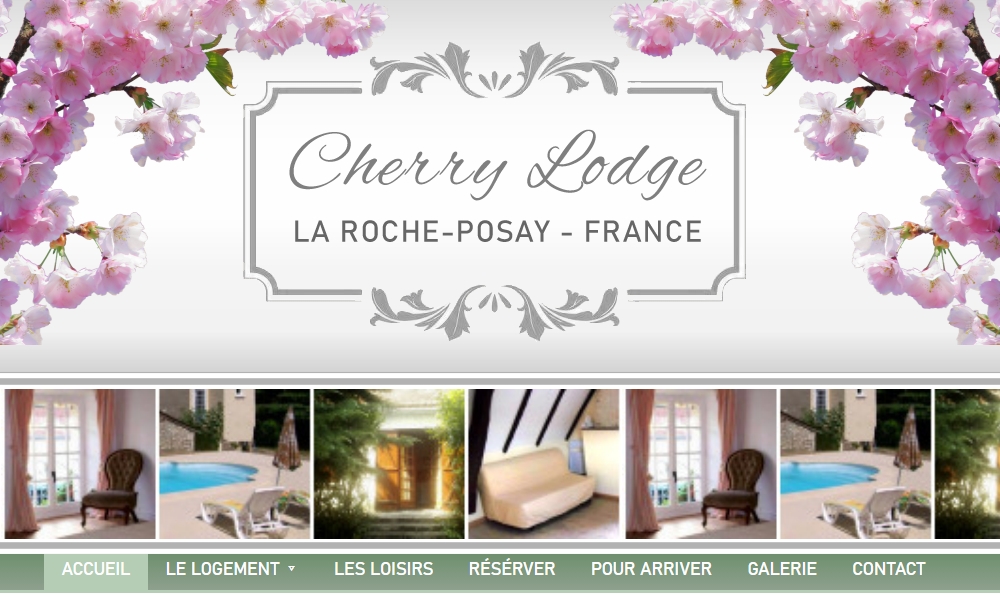 Cherry Lodge
LA ROCHE-POSAY - FRANCE
ACCUEIL LE LOGEMENT LES LOISIRS RÉSÉRVER POUR ARRIVER GALERIE CONTACT